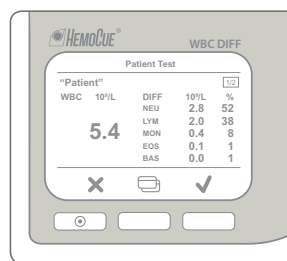 HemoCue®
WBC DIFF
Patient Test
“Patient” 1/2
WBC 10⁹/L DIFF 10⁹/L %
NEU 2.8 52
5.4 LYM 2.0 38
MON 0.4 8
EOS 0.1 1
BAS 0.0 1